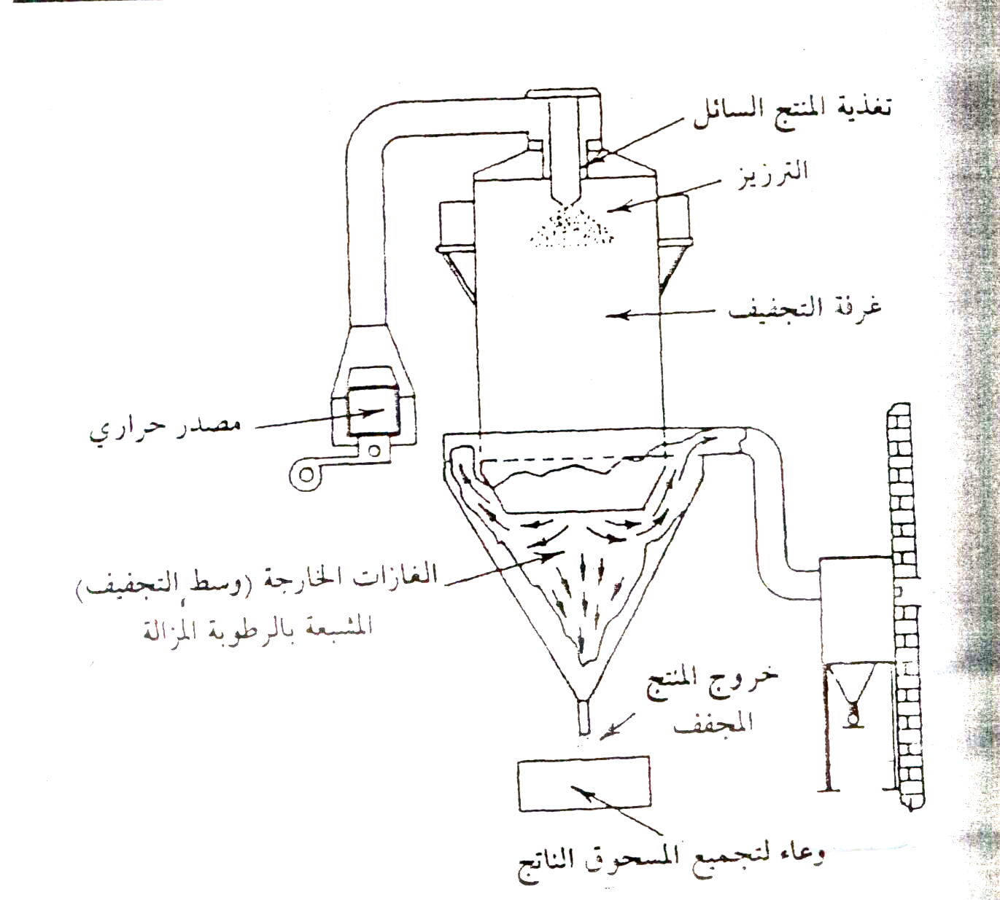 تغذية المنتج السائل
الترزيز
غرفة التجفيف
مصدر حراري
الغازات الخارجة (وسط التجفيف)
المشبعة بالرطوبة المزالة
خروج المنتج
المجفف
وعاء لتجميع المسحوق الناتج